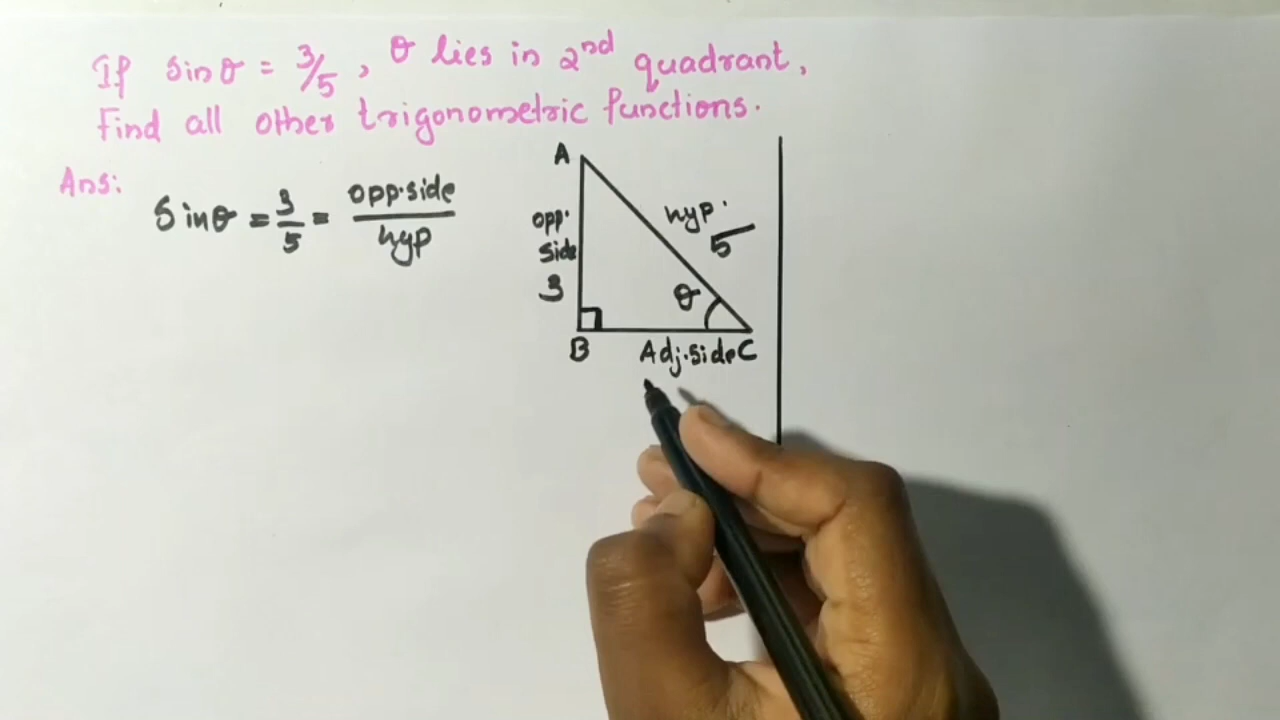 If sinθ = 3/5, θ lies in 2nd quadrant,
Find all other trigonometric functions.
Ans:
Sinθ = 3/5 = opp.side/hyp
A
opp.
side
3
hyp.
5
θ
B
Adj.side C